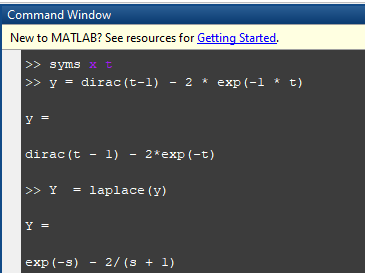 Command Window
New to MATLAB? See resources for Getting Started.
>> syms x t
>> y = dirac(t-1) - 2 * exp(-1 * t)
y =
dirac(t - 1) - 2*exp(-t)
>> Y  = laplace(y)
Y =
exp(-s) - 2/(s + 1)